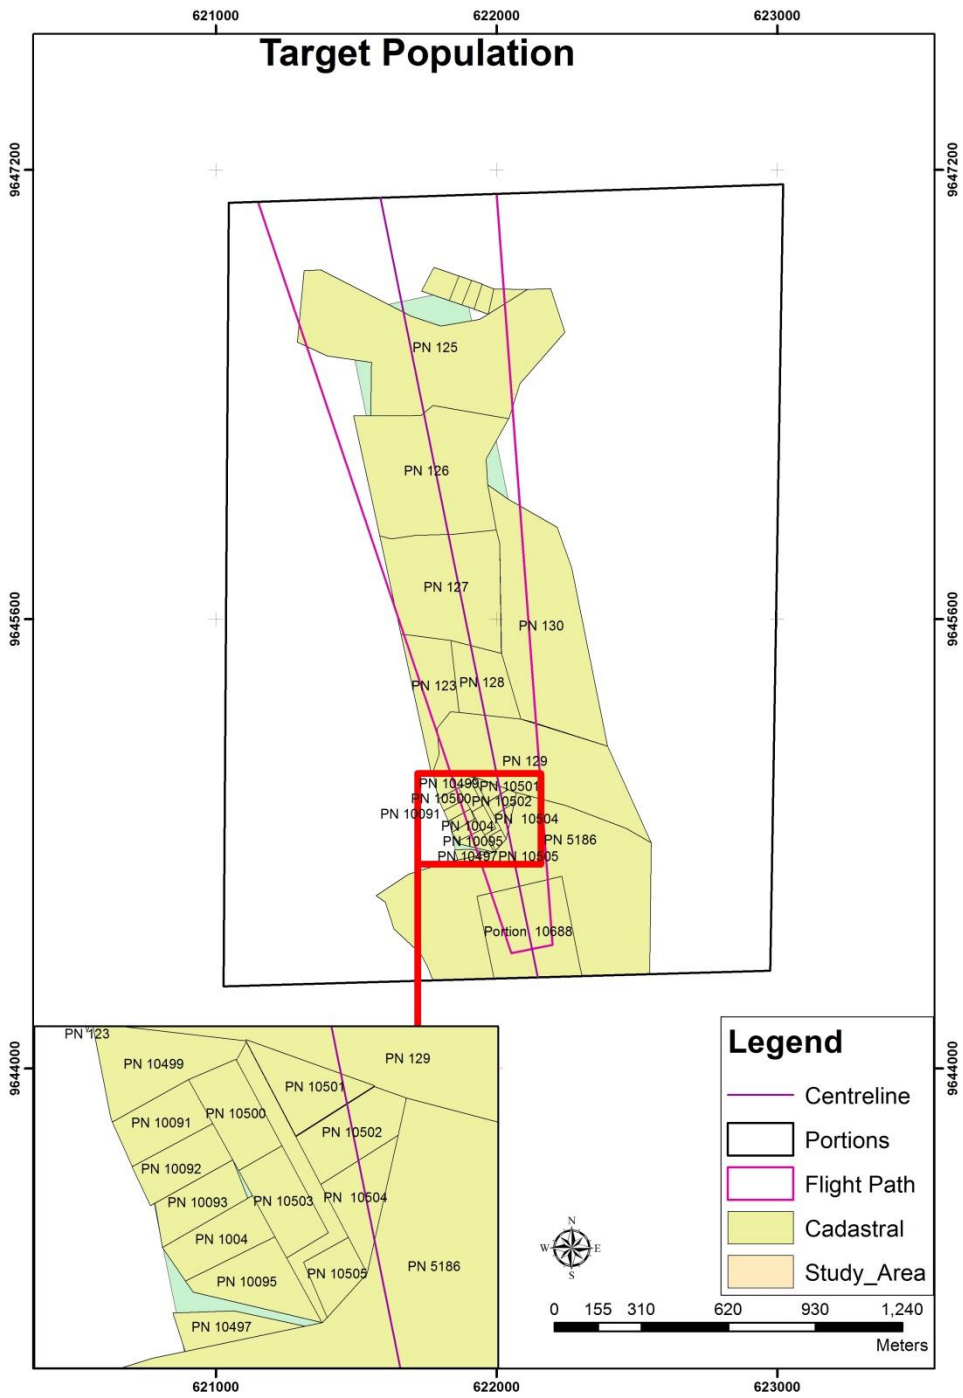 621000 622000 623000
Target Population
9647200 9647200
PN 125
PN 126
PN 127
PN 130
PN 123 PN 128
PN 129
PN 10499 PN 10501
PN 10500 PN 10502
PN 10091 PN 10504
PN 1004
PN 10095 PN 5186
PN 10497 PN 10505
Portion 10688
9645600 9645600
9644000 9644000
PN 123
PN 129
PN 10499
PN 10501
PN 10500
PN 10091
PN 10502
PN 10092
PN 10093 PN 10503 PN 10504
PN 1004
PN 10505 PN 5186
PN 10095
PN 10497
Legend
Centreline
Portions
Flight Path
Cadastral
Study_Area
N
W E
S
0 155 310 620 930 1,240
Meters
621000 622000 623000